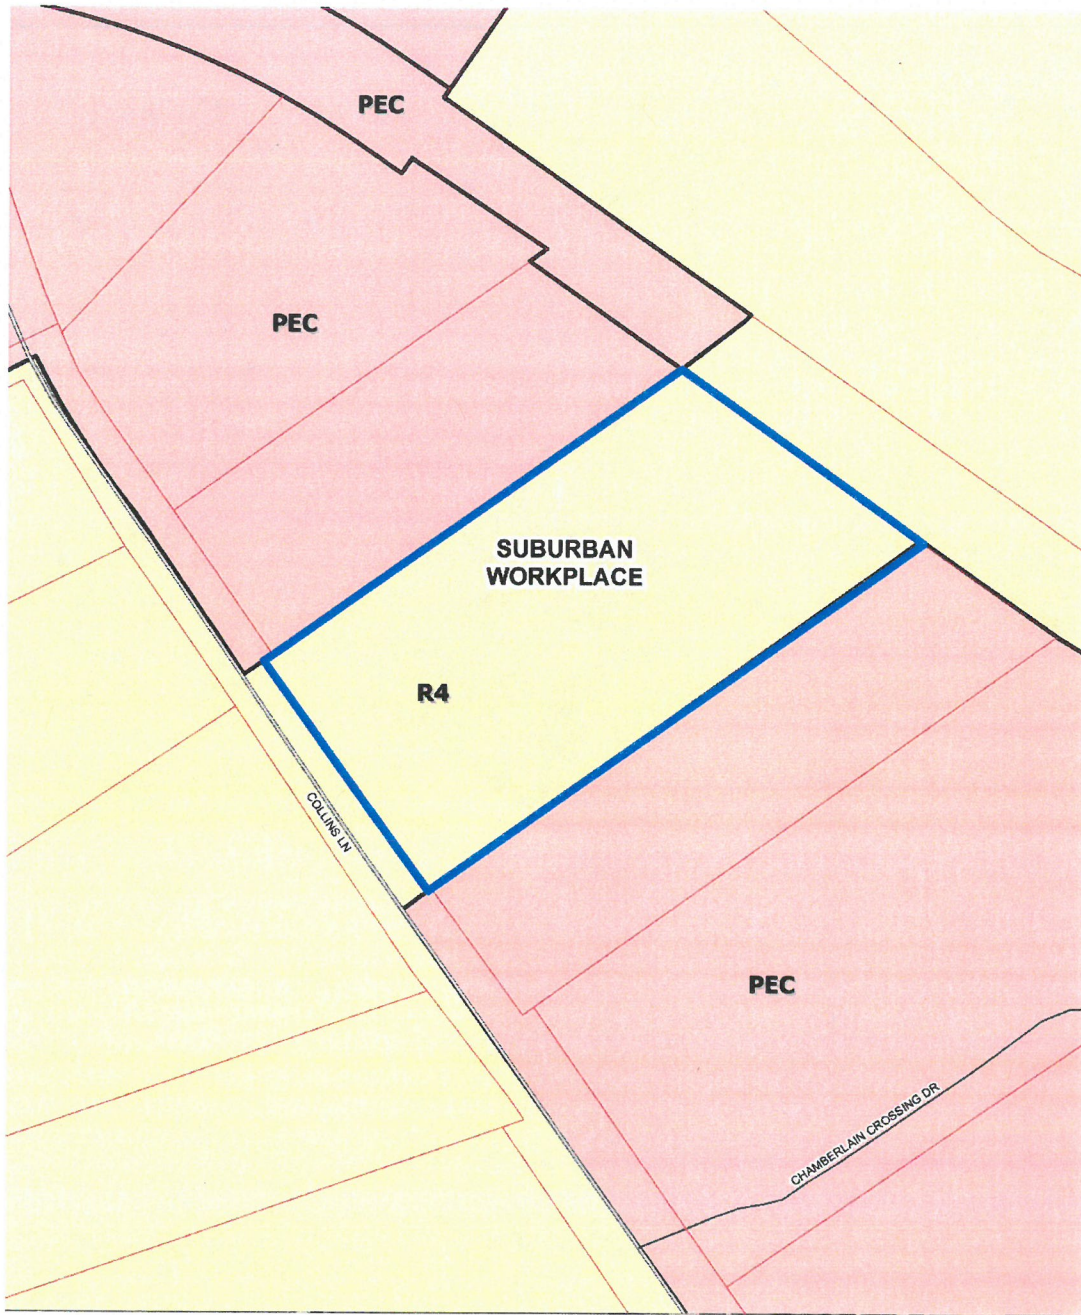 PEC
PEC
SUBURBAN
WORKPLACE
R4
COLLINS LN
PEC
CHAMBERLAIN CROSSING DR